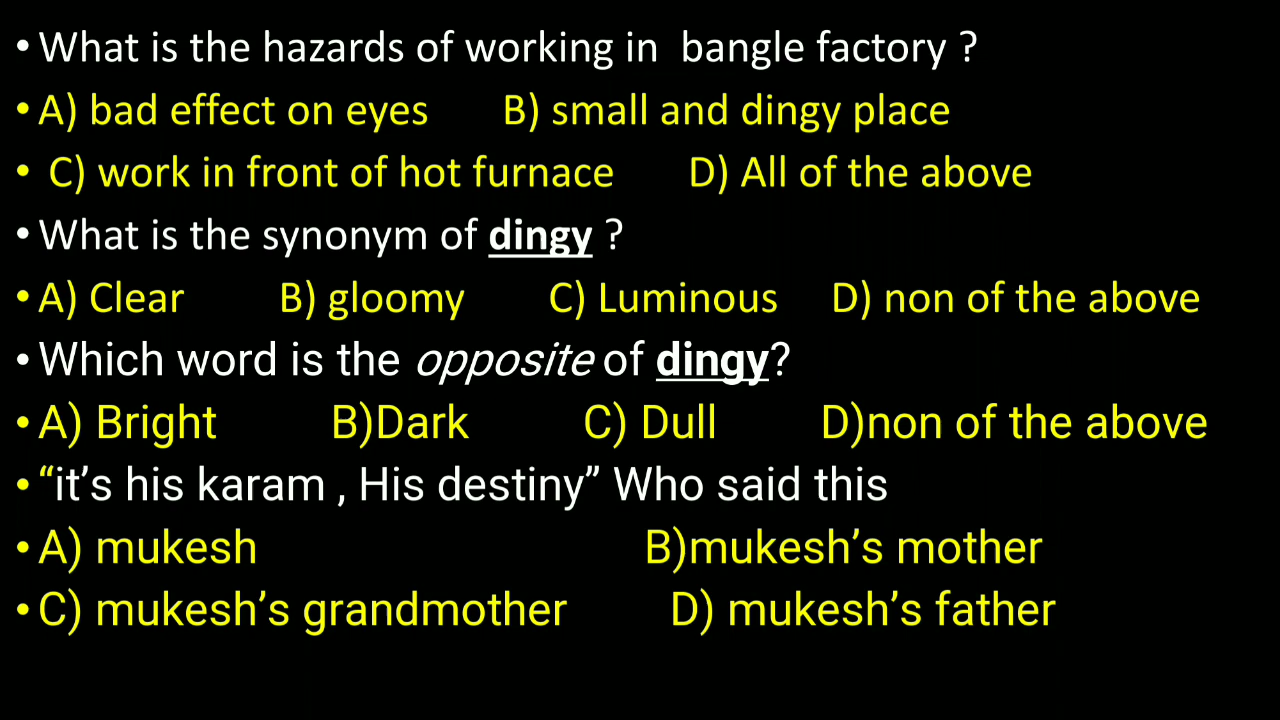 • What is the hazards of working in bangle factory ?
• A) bad effect on eyes B) small and dingy place
• C) work in front of hot furnace D) All of the above
• What is the synonym of dingy ?
• A) Clear B) gloomy C) Luminous D) non of the above
• Which word is the opposite of dingy?
• A) Bright B)Dark C) Dull D)non of the above
• “it’s his karam , His destiny” Who said this
• A) mukesh B)mukesh’s mother
• C) mukesh’s grandmother D) mukesh’s father